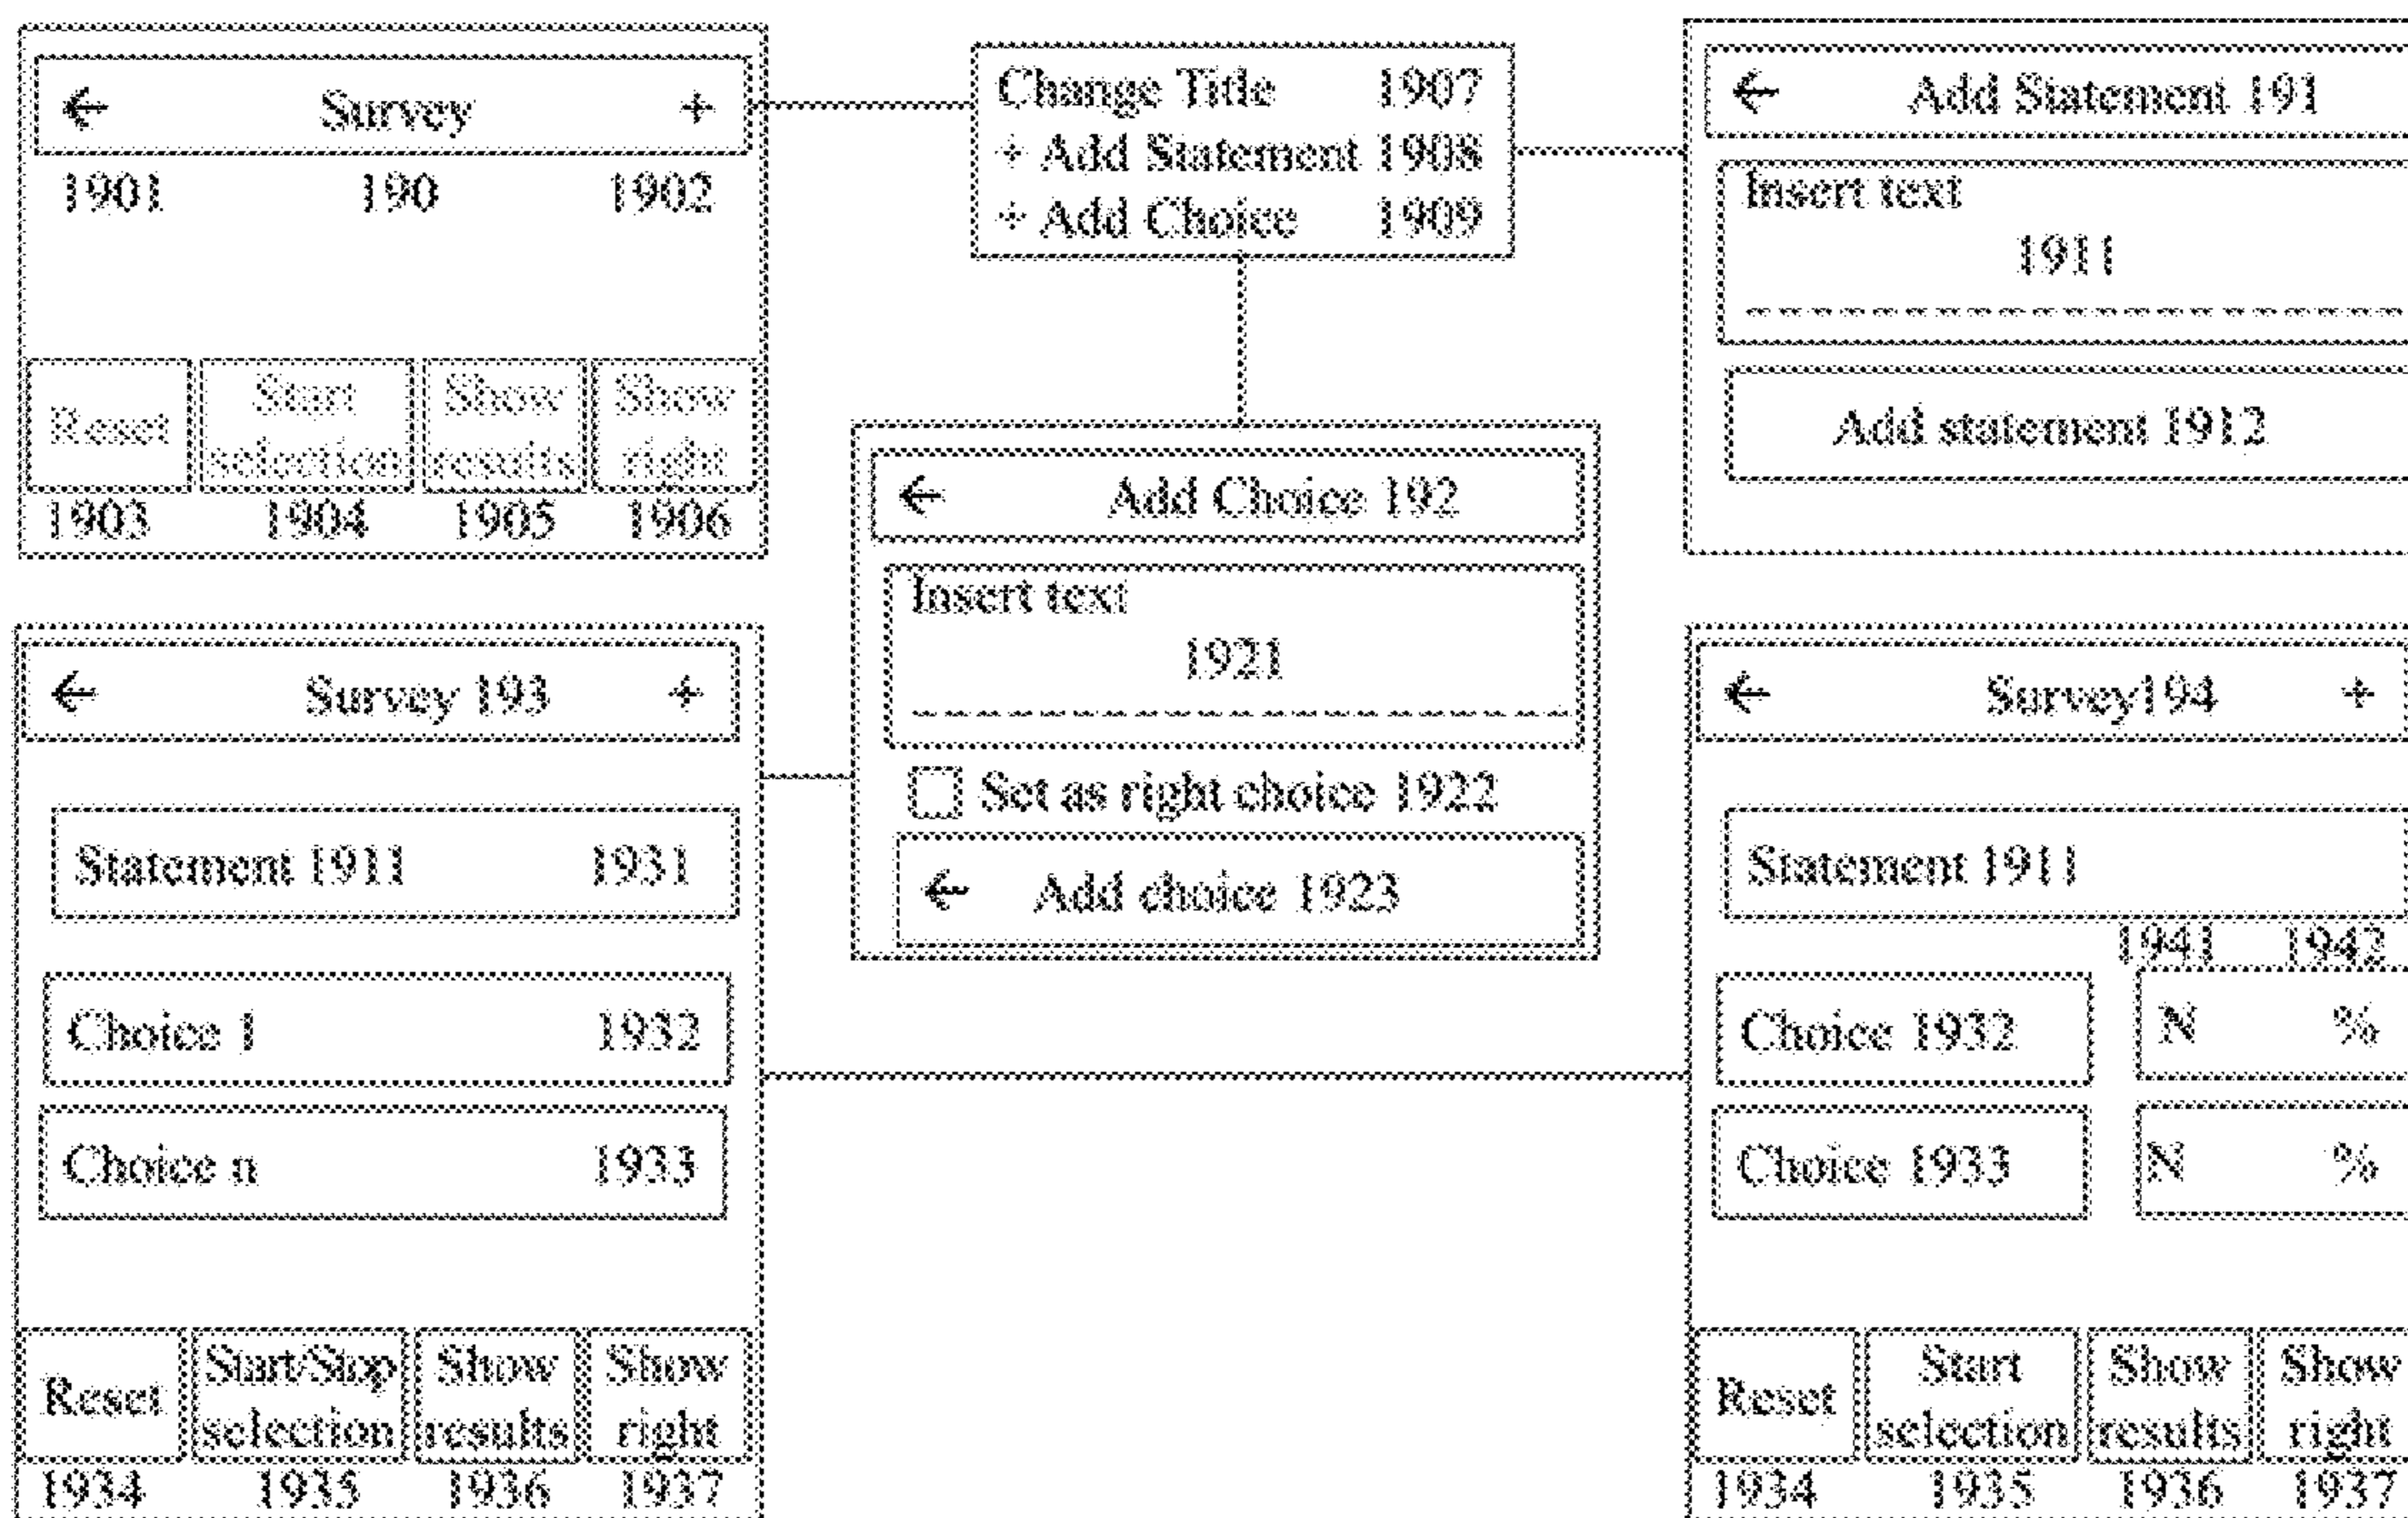 ← Survey +
1901 190 1902
Reset
Start
selection
Show
results
Show
right
1903 1904 1905 1906
Change Title 1907
+ Add Statement 1908
+ Add Choice 1909
← Add Statement 191
Insert text
1911
Add statement 1912
← Add Choice 192
Insert text
1921
Set as right choice 1922
← Add choice 1923
← Survey 193 +
Statement 1911 1931
Choice 1 1932
Choice n 1933
Reset
Start/Stop
selection
Show
results
Show
right
1934 1935 1936 1937
← Survey194 +
Statement 1911
1941 1942
Choice 1932 N %
Choice 1933 N %
Reset
Start
selection
Show
results
Show
right
1934 1935 1936 1937